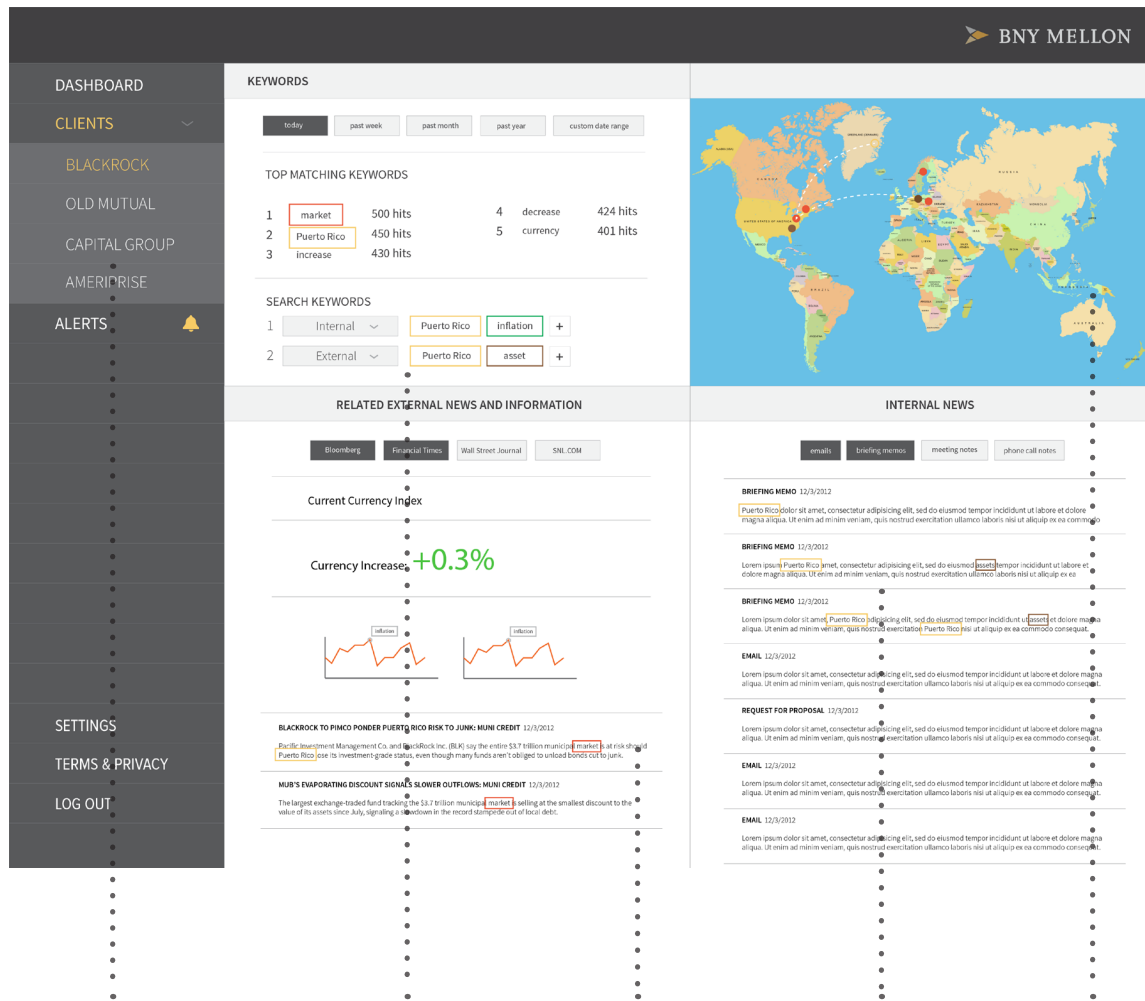 BNY MELLON
DASHBOARD
CLIENTS
BLACKROCK
OLD MUTUAL
CAPITAL GROUP
AMERIPRISE
ALERTS
SETTINGS
TERMS & PRIVACY
LOG OUT
KEYWORDS
today
past week
past month
past year
custom date range
TOP MATCHING KEYWORDS
1 market 500 hits
2 Puerto Rico 450 hits
3 increase 430 hits
4 decrease 424 hits
5 currency 401 hits
SEARCH KEYWORDS
1 Internal Puerto Rico inflation +
2 External Puerto Rico asset +
CANADA
UNITED STATES OF AMERICA
MEXICO
BRAZIL
RUSSIA
MONGOLIA
CHINA
AUSTRALIA
RELATED EXTERNAL NEWS AND INFORMATION
Bloomberg
Financial Times
Wall Street Journal
SNL.COM
Current Currency Index
Currency Increase: +0.3%
Inflation
Inflation
BLACKROCK TO PIMCO PONDER PUERTO RICO RISK TO JUNK: MUNI CREDIT 12/3/2012
Pacific Investment Management Co. and BlackRock Inc. (BLK) say the entire $3.7 trillion municipal market is at risk should
Puerto Rico lose its investment-grade status, even though many funds aren't obliged to unload bonds cut to junk.
MUB'S EVAPORATING DISCOUNT SIGNALS SLOWER OUTFLOWS: MUNI CREDIT 12/3/2012
The largest exchange-traded fund tracking the $3.7 trillion municipal market is selling at the smallest discount to the
value of its assets since July, signaling a slowdown in the record stampede out of local debt.
INTERNAL NEWS
emails
briefing memos
meeting notes
phone call notes
BRIEFING MEMO 12/3/2012
Puerto Rico dolor sit amet, consectetur adipisicing elit, sed do eiusmod tempor incididunt ut labore et dolore
magna aliqua. Ut enim ad minim veniam, quis nostrud exercitation ullamco laboris nisi ut aliquip ex ea commodo
BRIEFING MEMO 12/3/2012
Lorem ipsum Puerto Rico amet, consectetur adipisicing elit, sed do eiusmod assets tempor incididunt ut labore et
dolore magna aliqua. Ut enim ad minim veniam, quis nostrud exercitation ullamco laboris nisi ut aliquip ex ea
BRIEFING MEMO 12/3/2012
Lorem ipsum dolor sit amet, Puerto Rico adipisicing elit, sed do eiusmod tempor incididunt ut assets et dolore magna
aliqua. Ut enim ad minim veniam, quis nostrud exercitation Puerto Rico nisi ut aliquip ex ea commodo consequat.
EMAIL 12/3/2012
Lorem ipsum dolor sit amet, consectetur adipisicing elit, sed do eiusmod tempor incididunt ut labore et dolore magna
aliqua. Ut enim ad minim veniam, quis nostrud exercitation ullamco laboris nisi ut aliquip ex ea commodo consequat.
REQUEST FOR PROPOSAL 12/3/2012
Lorem ipsum dolor sit amet, consectetur adipisicing elit, sed do eiusmod tempor incididunt ut labore et dolore magna
aliqua. Ut enim ad minim veniam, quis nostrud exercitation ullamco laboris nisi ut aliquip ex ea commodo consequat.
EMAIL 12/3/2012
Lorem ipsum dolor sit amet, consectetur adipisicing elit, sed do eiusmod tempor incididunt ut labore et dolore magna
aliqua. Ut enim ad minim veniam, quis nostrud exercitation ullamco laboris nisi ut aliquip ex ea commodo consequat.
EMAIL 12/3/2012
Lorem ipsum dolor sit amet, consectetur adipisicing elit, sed do eiusmod tempor incididunt ut labore et dolore magna
aliqua. Ut enim ad minim veniam, quis nostrud exercitation ullamco laboris nisi ut aliquip ex ea commodo consequat.